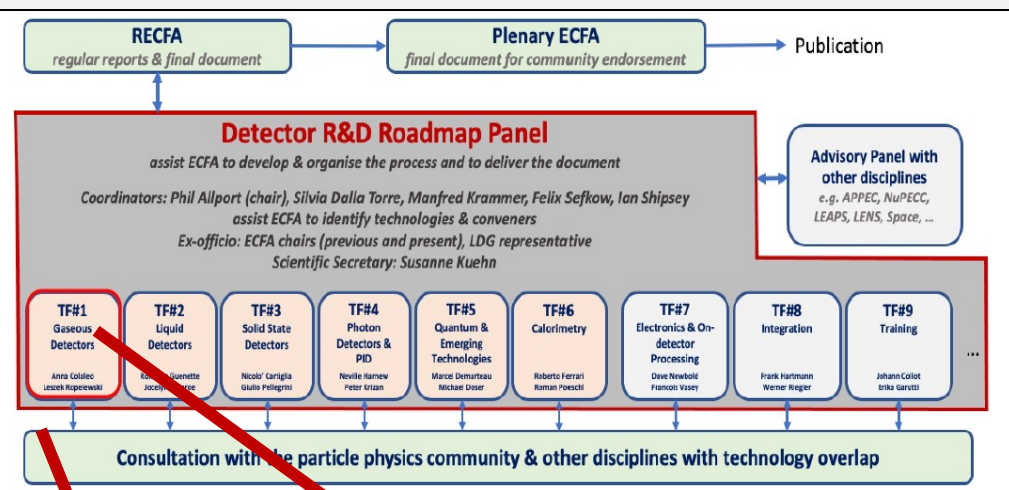 RECFA
regular reports & final document
Plenary ECFA
final document for community endorsement
Publication
Detector R&D Roadmap Panel
assist ECFA to develop & organise the process and to deliver the document
Coordinators: Phil Allport (chair), Silvia Dalla Torre, Manfred Krammer, Felix Sefkow, Ian Shipsey
assist ECFA to identify technologies & conveners
Ex-officio: ECFA chairs (previous and present), LDG representative
Scientific Secretary: Susanne Kuehn
Advisory Panel with
other disciplines
e.g. APPEC, NuPECC,
LEAPS, LENS, Space, ...
TF#1
Gaseous
Detectors
Anna Colaleo
Leszek Ropelewski
TF#2
Liquid
Detectors
Guenette
TF#3
Solid State
Detectors
Nicolo' Cartiglia
Giulio Pellegrini
TF#4
Photon
Detectors &
PID
Neville Harnew
Peter Krizan
TF#5
Quantum &
Emerging
Technologies
Marcel Demarteau
Michael Doser
TF#6
Calorimetry
Roberto Ferrari
Roman Poeschl
TF#7
Electronics & On-
detector
Processing
Dave Newbold
Francois Vasey
TF#8
Integration
Frank Hartmann
Werner Riegler
TF#9
Training
Johann Collot
Erika Garutti
...
Consultation with the particle physics community & other disciplines with technology overlap